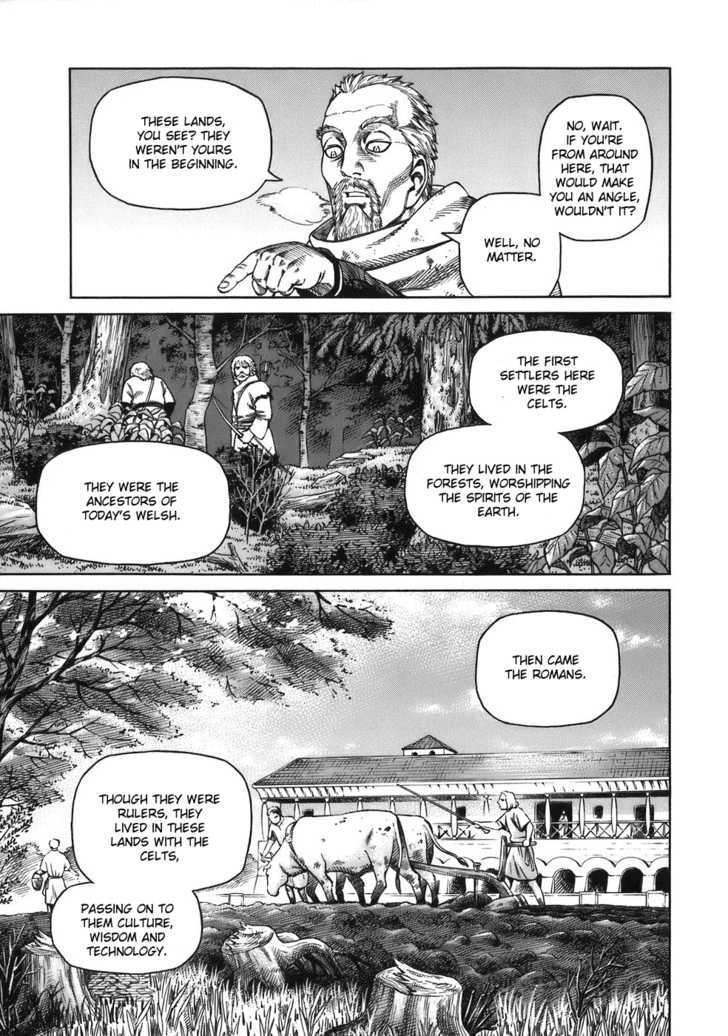 NO, WAIT.
IF YOU'RE
FROM AROUND
HERE, THAT
WOULD MAKE
YOU AN ANGLE,
WOULDN'T IT?
WELL, NO
MATTER.
THESE LANDS,
YOU SEE? THEY
WEREN'T YOURS
IN THE BEGINNING.
THE FIRST
SETTLERS HERE
WERE THE
CELTS.
THEY LIVED IN THE
FORESTS, WORSHIPPING
THE SPIRITS OF THE
EARTH.
THEY WERE THE
ANCESTORS OF
TODAY'S WELSH.
THEN CAME
THE ROMANS.
THOUGH THEY WERE
RULERS, THEY
LIVED IN THESE
LANDS WITH THE
CELTS,
PASSING ON TO
THEM CULTURE,
WISDOM AND
TECHNOLOGY.